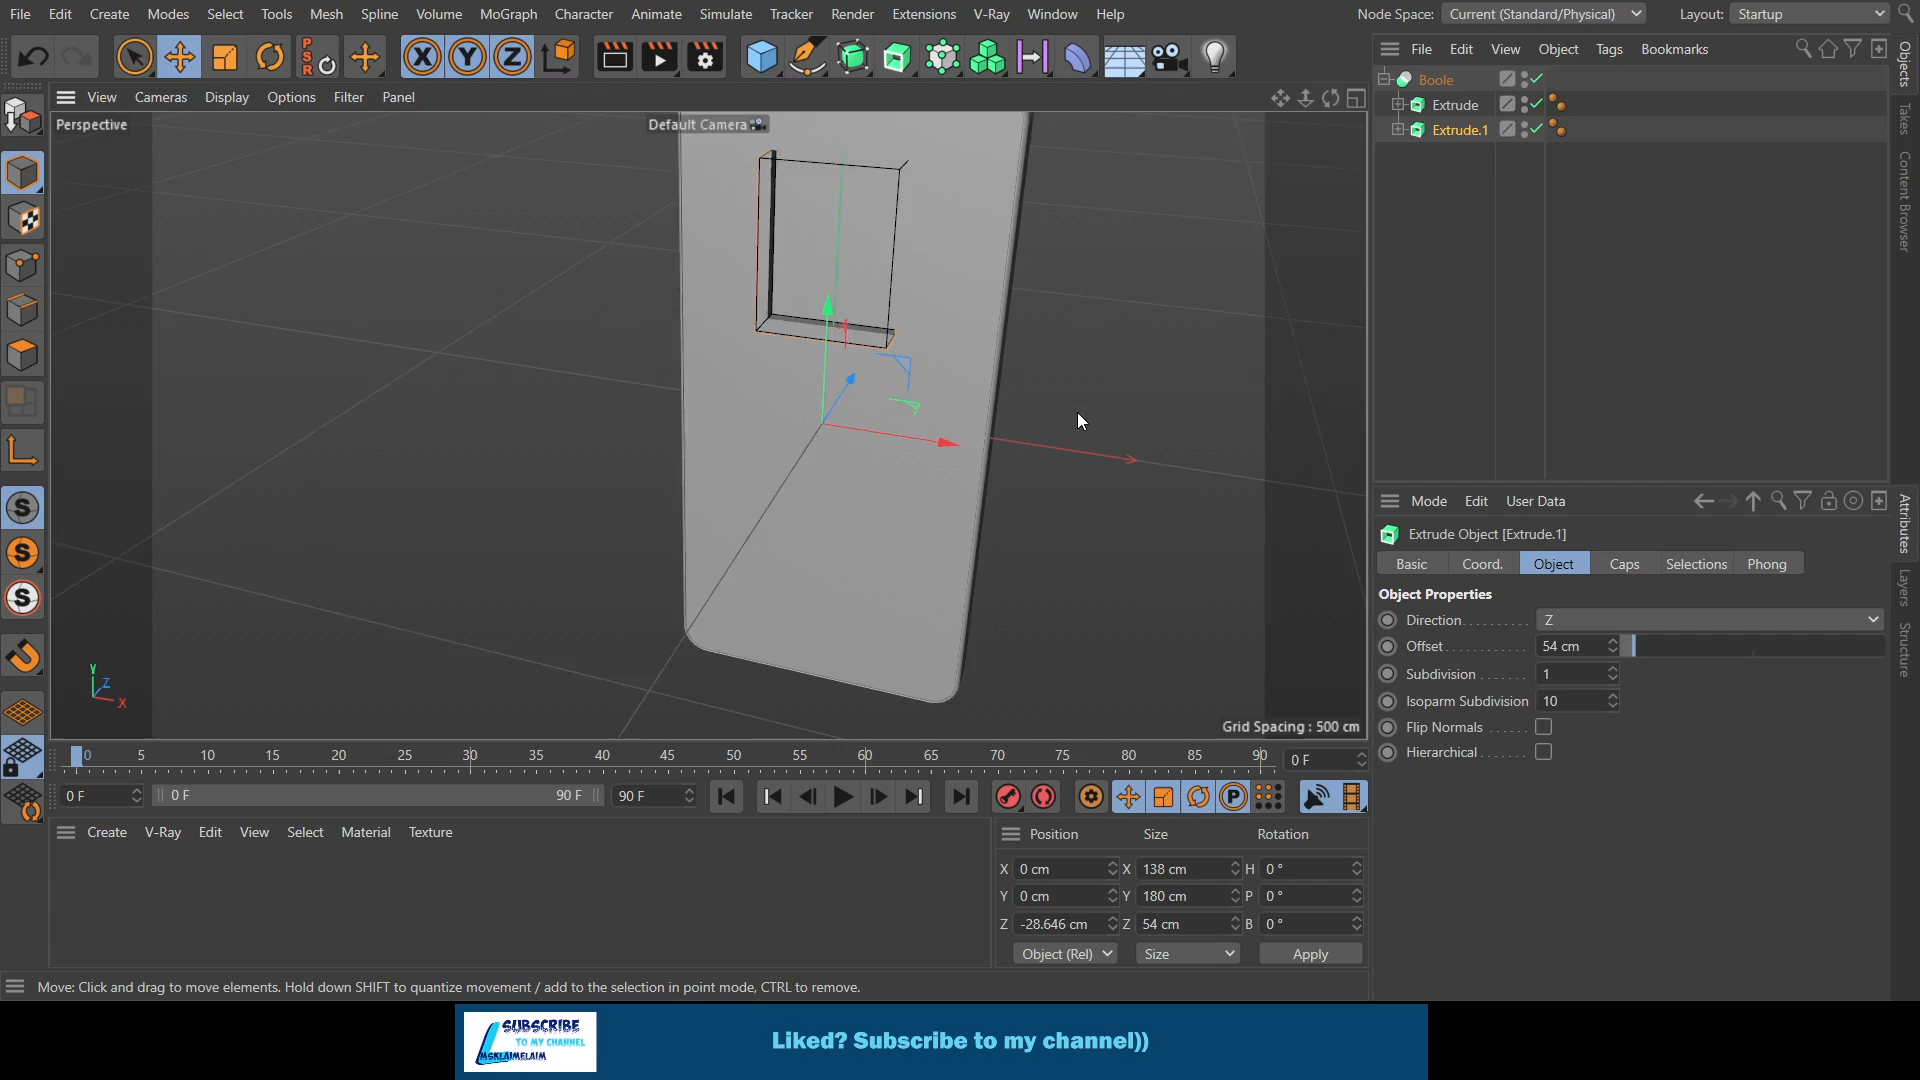 File Edit Create Modes Select Tools Mesh Spline Volume MoGraph Character Animate Simulate Tracker Render Extensions V-Ray Window Help Node Space: Current (Standard/Physical) Layout: Startup
P S R X Y Z
File Edit View Object Tags Bookmarks
View Cameras Display Options Filter Panel
Perspective
Default Camera
Boole
Extrude
Extrude.1
Objects
Takes
Content Browser
Mode Edit User Data
Extrude Object [Extrude.1]
Basic Coord. Object Caps Selections Phong
Object Properties
Direction Z
Offset 54 cm
Subdivision 1
Isoparm Subdivision 10
Flip Normals
Hierarchical
Attributes
Layers
Structure
S
S
S
Y
Z
X
Grid Spacing : 500 cm
0 5 10 15 20 25 30 35 40 45 50 55 60 65 70 75 80 85 90 0 F
0 F 0 F 90 F 90 F P
Create V-Ray Edit View Select Material Texture
Position Size Rotation
X 0 cm X 138 cm H 0 °
Y 0 cm Y 180 cm P 0 °
Z -28.646 cm Z 54 cm B 0 °
Object (Rel) Size Apply
Move: Click and drag to move elements. Hold down SHIFT to quantize movement / add to the selection in point mode, CTRL to remove.
SUBSCRIBE
TO MY CHANNEL
MSKLAIMELAIM
Liked? Subscribe to my channel))